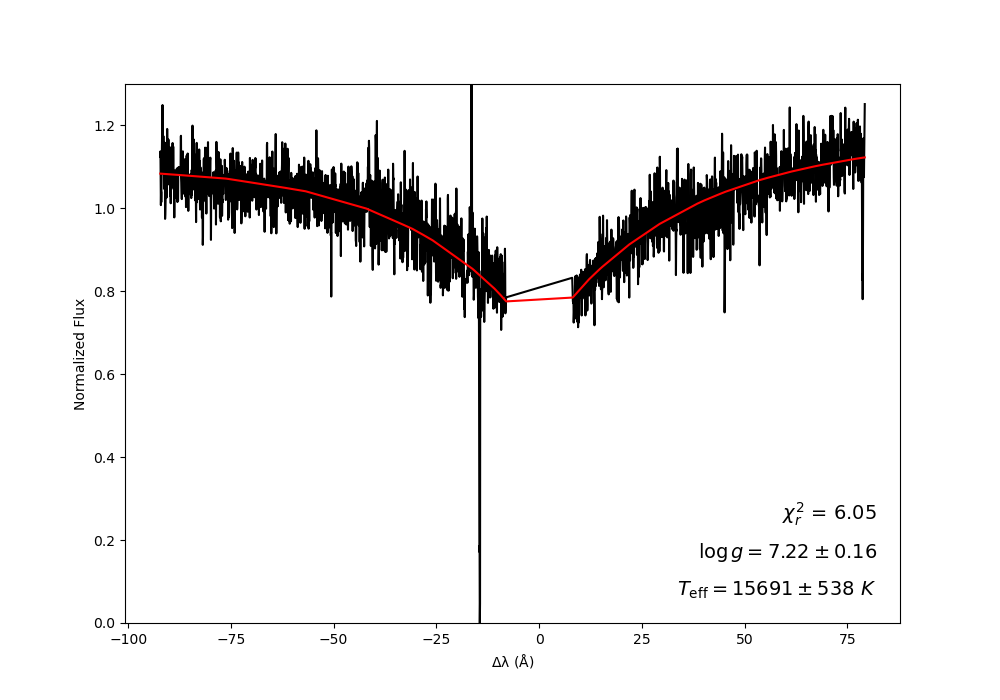 1.2
1.0
0.8
0.6
0.4
0.2
0.0
Normalized Flux
χ²ᵣ = 6.05
log g = 7.22 ± 0.16
T_eff = 15691 ± 538 K
−100 −75 −50 −25 0 25 50 75
Δλ (Å)